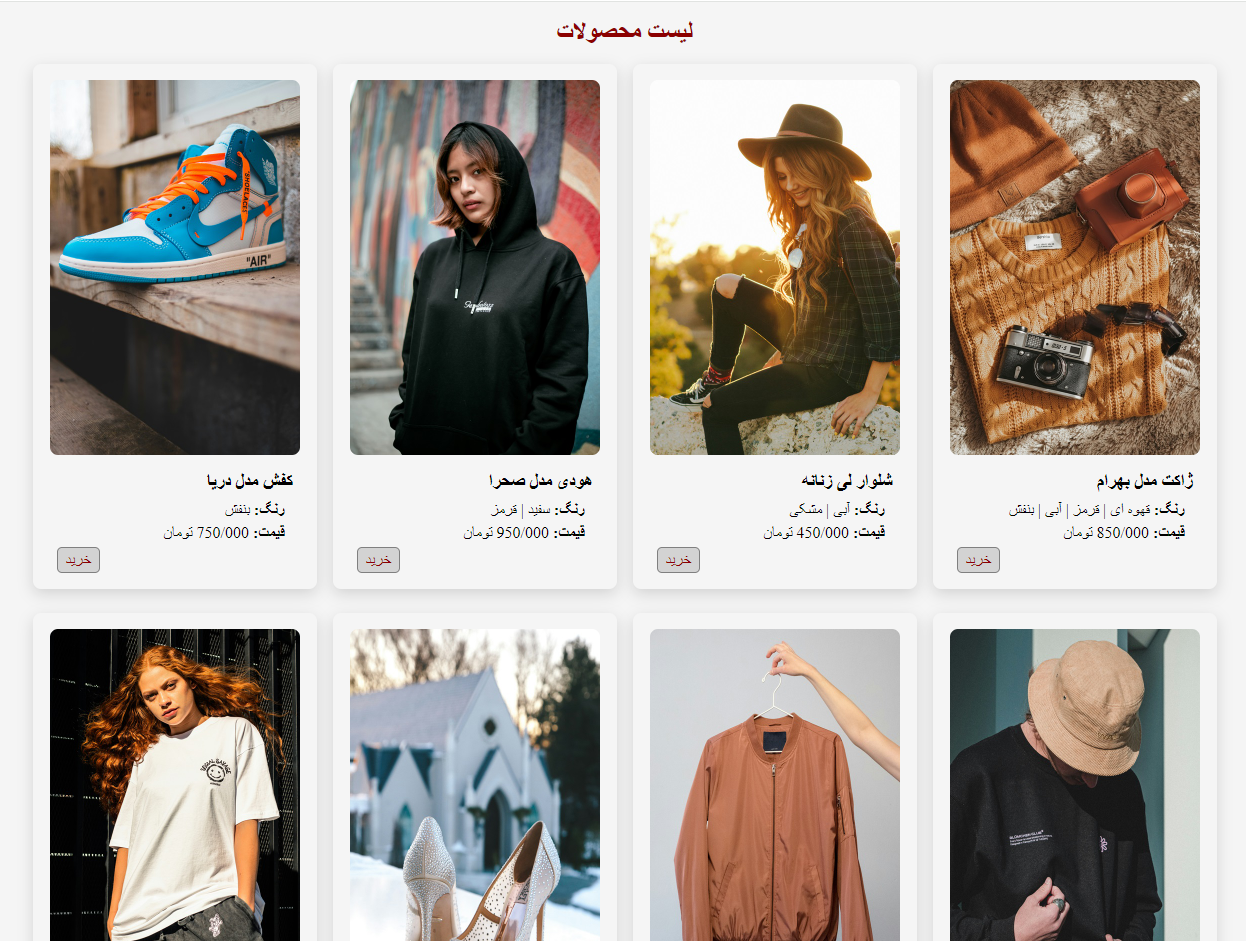 لیست محصولات
ژاکت مدل بهرام
رنگ: قهوه ای | قرمز | آبی | بنفش
قیمت: 850/000 تومان
خرید
شلوار لی زنانه
رنگ: آبی | مشکی
قیمت: 450/000 تومان
خرید
هودی مدل صحرا
رنگ: سفید | قرمز
قیمت: 950/000 تومان
خرید
کفش مدل دریا
رنگ: بنفش
قیمت: 750/000 تومان
خرید
"SHOELACES"
"AIR"